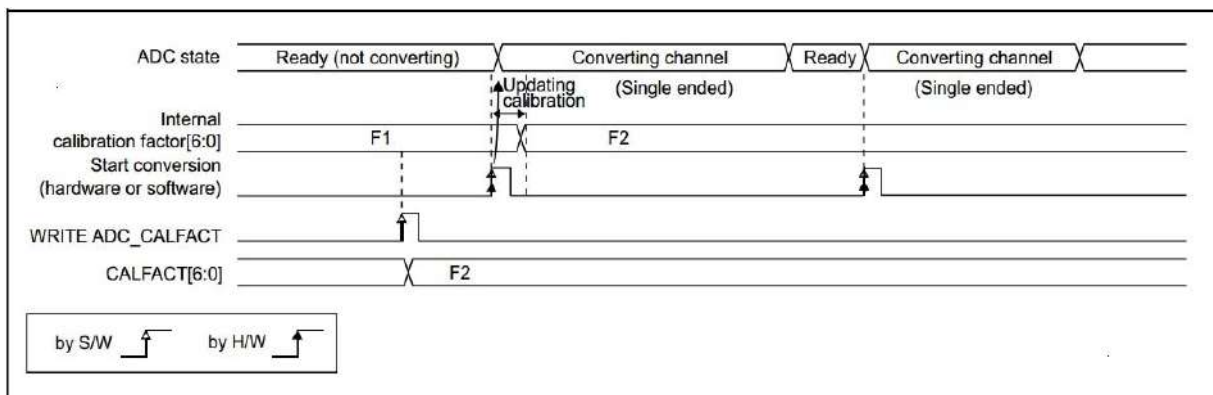 ADC state
Ready (not converting)
Converting channel
Ready
Converting channel
Updating
calibration
(Single ended)
(Single ended)
Internal
calibration factor[6:0]
F1
F2
Start conversion
(hardware or software)
WRITE ADC_CALFACT
CALFACT[6:0]
F2
by S/W
by H/W